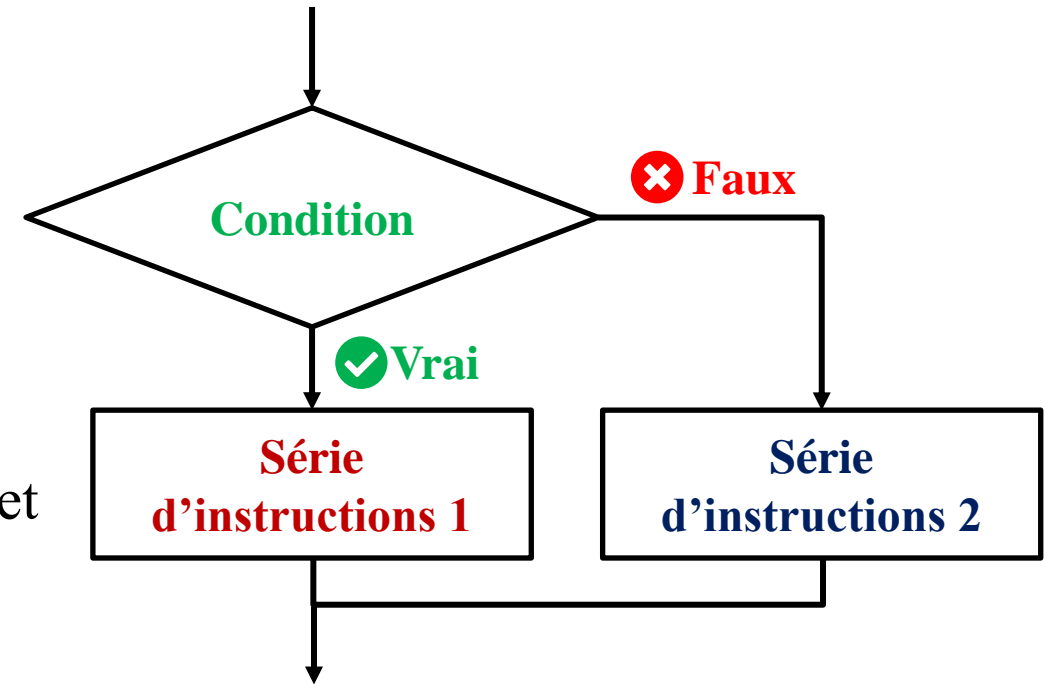 Condition
Faux
Vrai
et
Série
d’instructions 1
Série
d’instructions 2